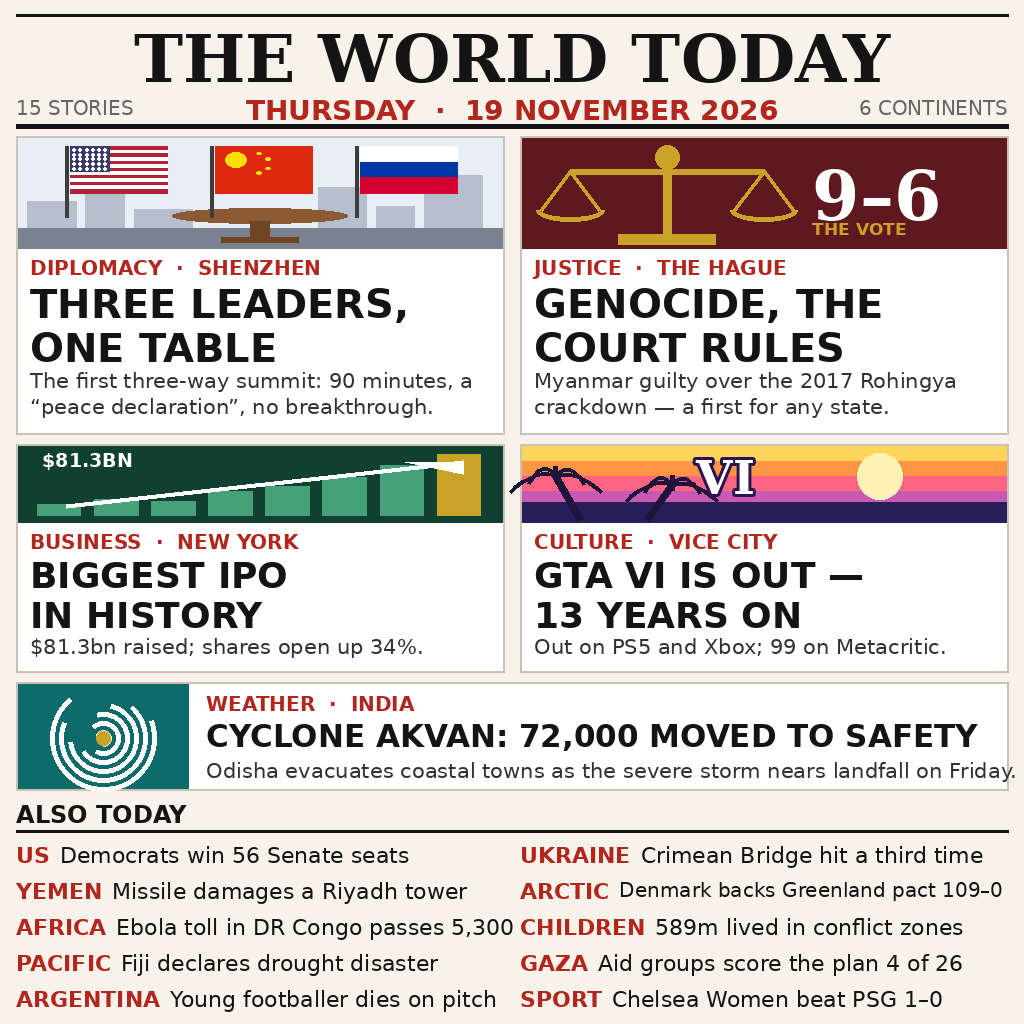 THE WORLD TODAY
15 STORIES
THURSDAY · 19 NOVEMBER 2026
6 CONTINENTS
DIPLOMACY · SHENZHEN
THREE LEADERS,
ONE TABLE
The first three-way summit: 90 minutes, a
“peace declaration”, no breakthrough.
9–6
THE VOTE
JUSTICE · THE HAGUE
GENOCIDE, THE
COURT RULES
Myanmar guilty over the 2017 Rohingya
crackdown — a first for any state.
$81.3BN
BUSINESS · NEW YORK
BIGGEST IPO
IN HISTORY
$81.3bn raised; shares open up 34%.
VI
CULTURE · VICE CITY
GTA VI IS OUT —
13 YEARS ON
Out on PS5 and Xbox; 99 on Metacritic.
WEATHER · INDIA
CYCLONE AKVAN: 72,000 MOVED TO SAFETY
Odisha evacuates coastal towns as the severe storm nears landfall on Friday.
ALSO TODAY
US Democrats win 56 Senate seats
YEMEN Missile damages a Riyadh tower
AFRICA Ebola toll in DR Congo passes 5,300
PACIFIC Fiji declares drought disaster
ARGENTINA Young footballer dies on pitch
UKRAINE Crimean Bridge hit a third time
ARCTIC Denmark backs Greenland pact 109–0
CHILDREN 589m lived in conflict zones
GAZA Aid groups score the plan 4 of 26
SPORT Chelsea Women beat PSG 1–0